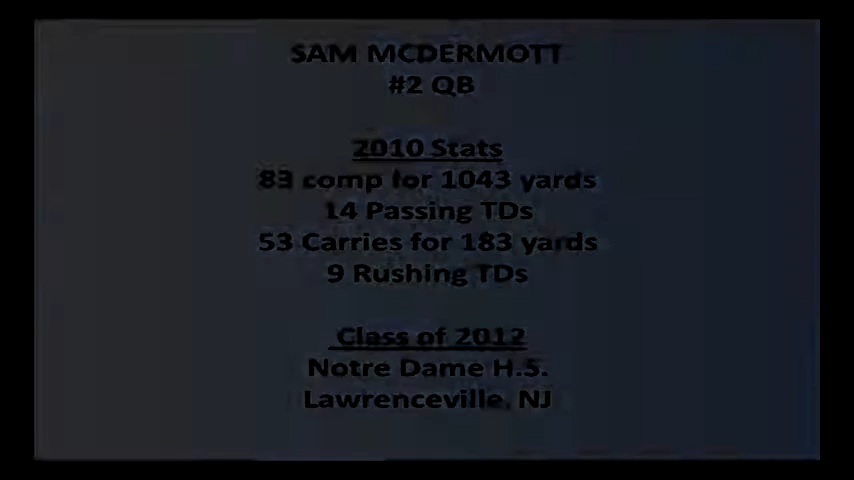 SAM MCDERMOTT
#2 QB
2010 Stats
83 comp for 1043 yards
14 Passing TDs
53 Carries for 183 yards
9 Rushing TDs
Class of 2012
Notre Dame H.S.
Lawrenceville, NJ